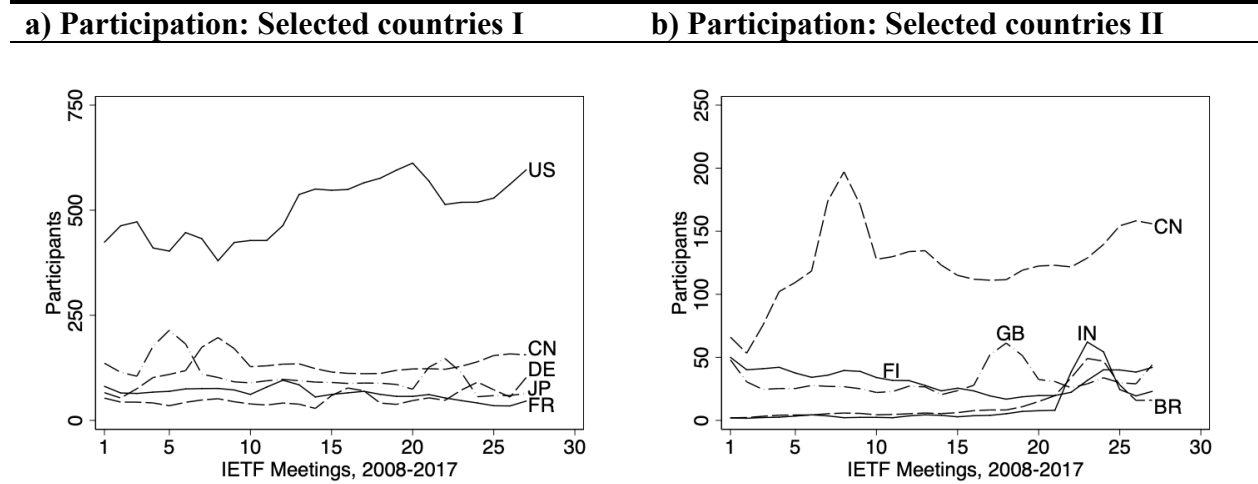 a) Participation: Selected countries I
b) Participation: Selected countries II
Participants
750
500
250
0
US
CN
DE
JP
FR
1 5 10 15 20 25 30
IETF Meetings, 2008-2017
Participants
250
200
150
100
50
0
CN
GB
IN
FI
BR
1 5 10 15 20 25 30
IETF Meetings, 2008-2017